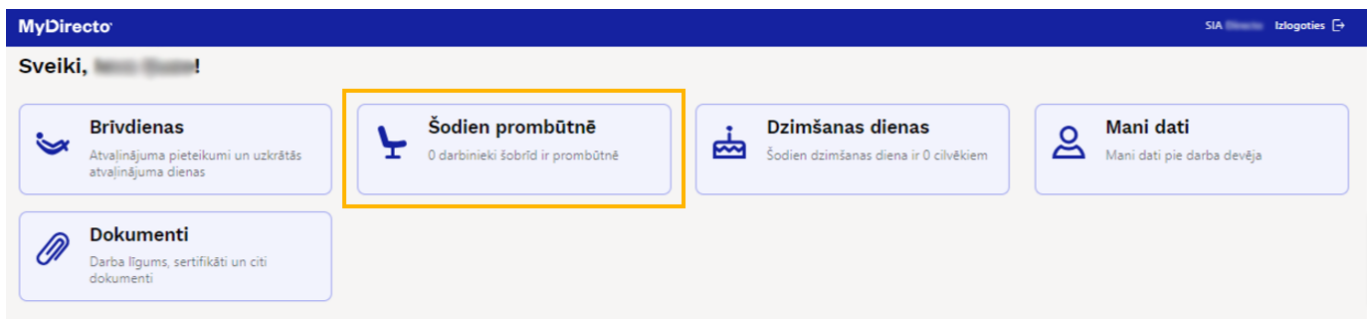 MyDirecto
SIA Izlogoties
Sveiki, !
Brīvdienas
Atvaļinājuma pieteikumi un uzkrātās
atvaļinājuma dienas
Šodien prombūtnē
0 darbinieki šobrīd ir prombūtnē
Dzimšanas dienas
Šodien dzimšanas diena ir 0 cilvēkiem
Mani dati
Mani dati pie darba devēja
Dokumenti
Darba līgums, sertifikāti un citi
dokumenti